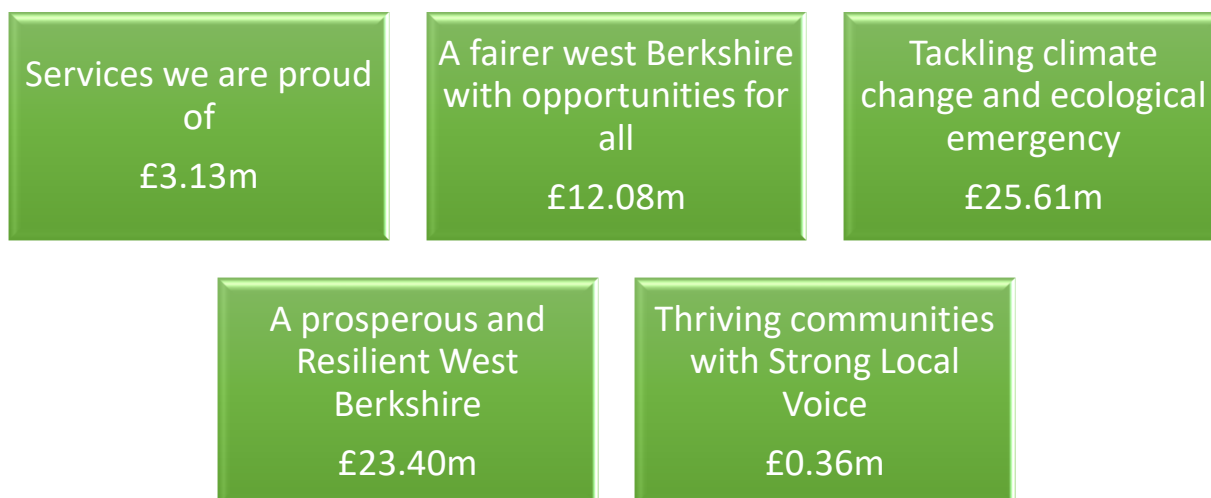 Services we are proud
of
£3.13m
A fairer west Berkshire
with opportunities for
all
£12.08m
Tackling climate
change and ecological
emergency
£25.61m
A prosperous and
Resilient West
Berkshire
£23.40m
Thriving communities
with Strong Local
Voice
£0.36m